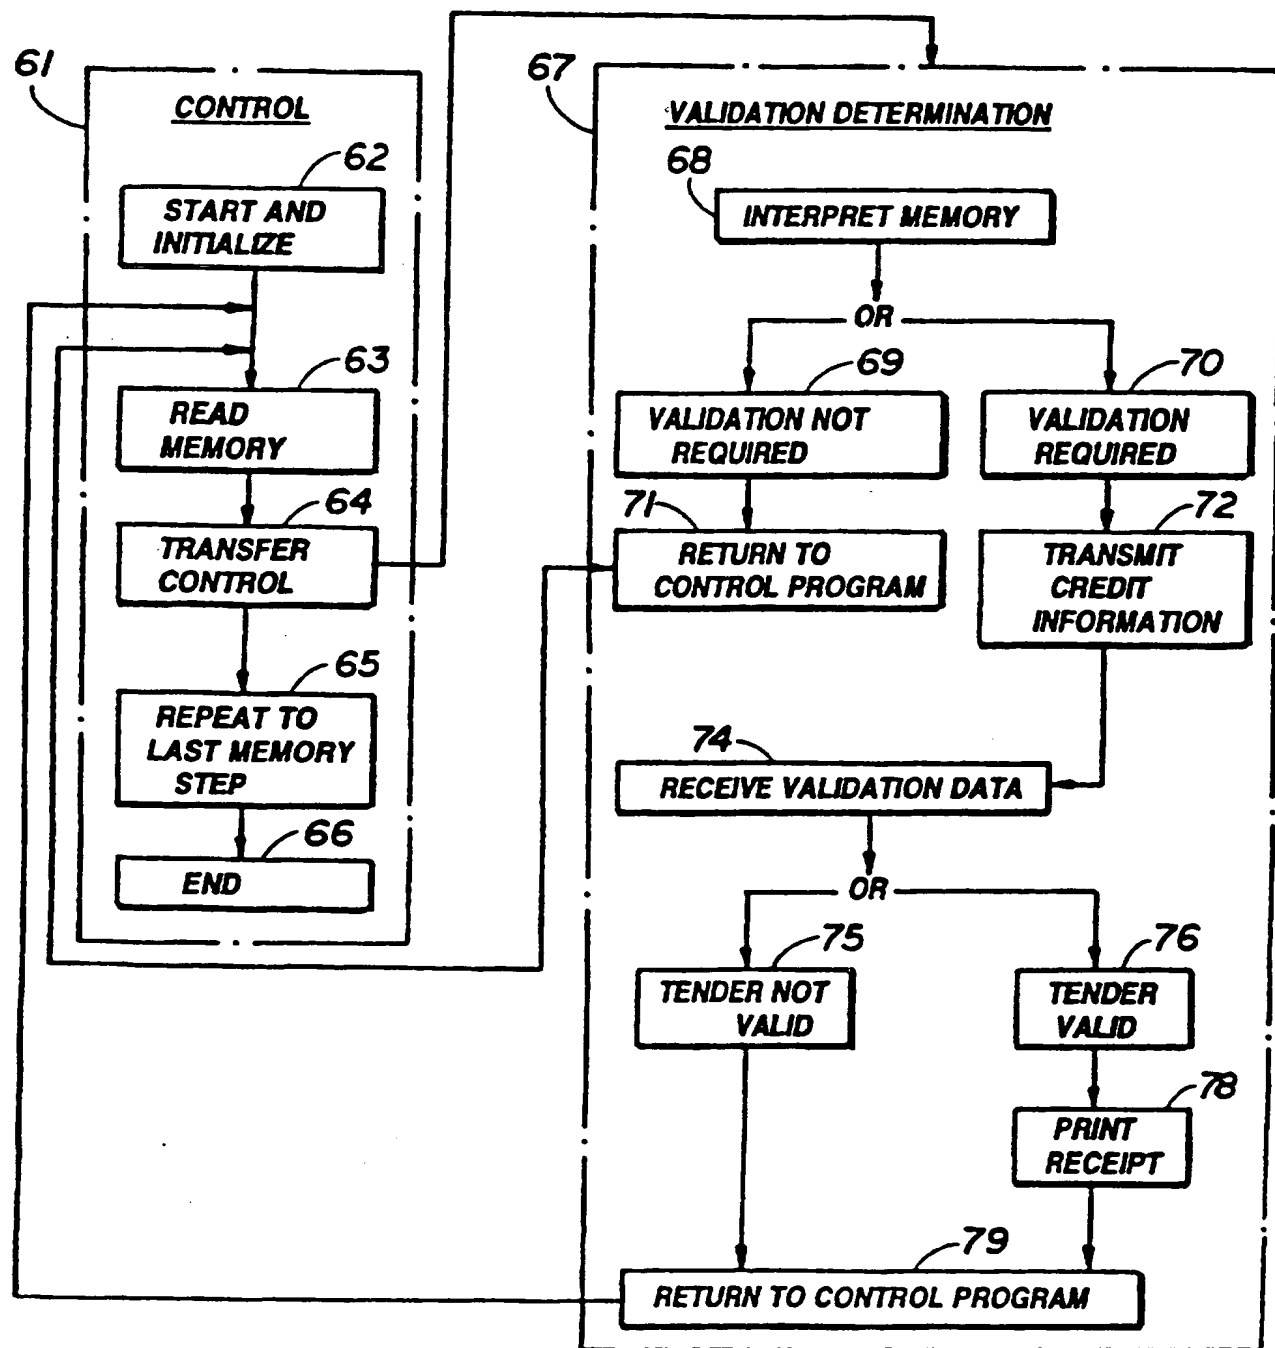 61
CONTROL
62
START AND
INITIALIZE
63
READ
MEMORY
64
TRANSFER
CONTROL
65
REPEAT TO
LAST MEMORY
STEP
66
END
67
VALIDATION DETERMINATION
68
INTERPRET MEMORY
OR
69
VALIDATION NOT
REQUIRED
70
VALIDATION
REQUIRED
71
RETURN TO
CONTROL PROGRAM
72
TRANSMIT
CREDIT
INFORMATION
74
RECEIVE VALIDATION DATA
OR
75
TENDER NOT
VALID
76
TENDER
VALID
78
PRINT
RECEIPT
79
RETURN TO CONTROL PROGRAM